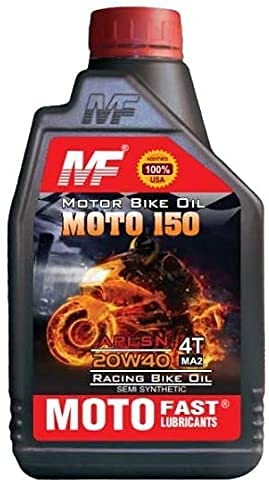 MF
MF®
ADDITIVES
100%
USA
MOTOR BIKE OIL
MOTO 150
API.SN
4T
20W40
MA2
RACING BIKE OIL
SEMI SYNTHETIC
MOTO FAST®
LUBRICANTS